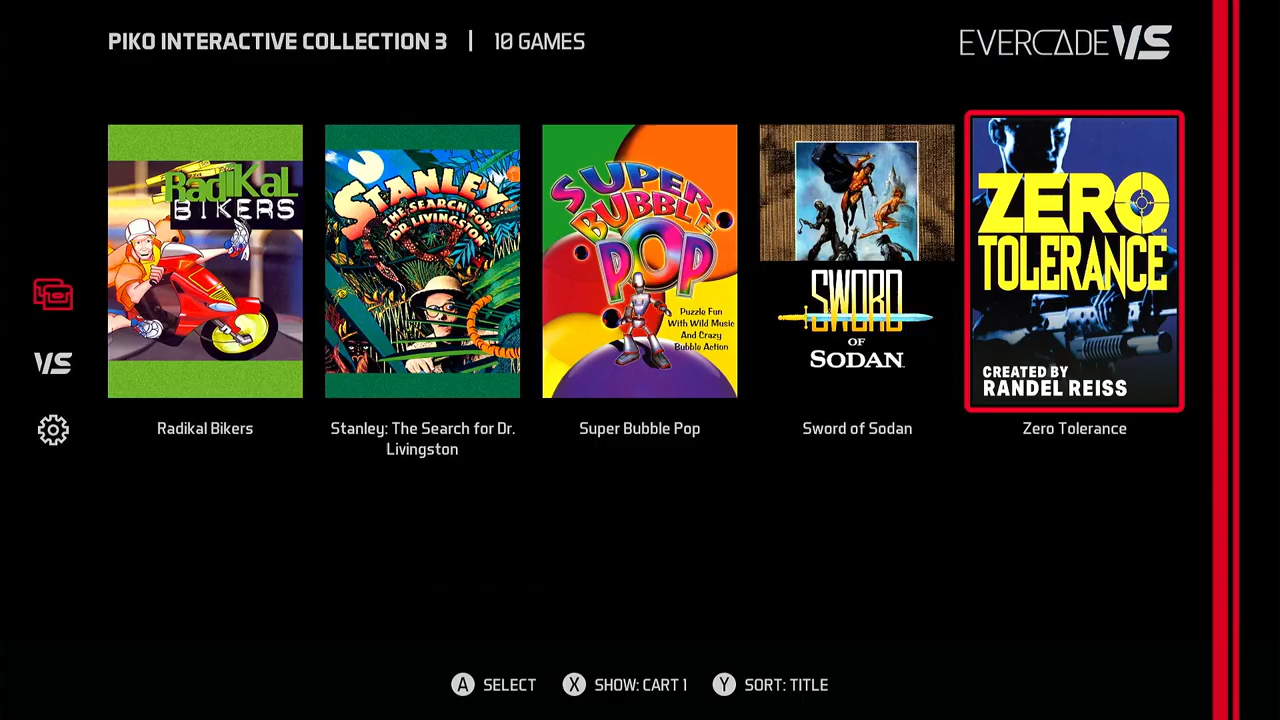 PIKO INTERACTIVE COLLECTION 3 | 10 GAMES
EVERCADE VS
RadiKaL
BIKERS
STANLEY
THE SEARCH FOR
DR. LIVINGSTON
SUPER
BUBBLE
POP
Puzzle Fun
With Wild Music
And Crazy
Bubble Action
SWORD
OF
SODAN
ZERO
TOLERANCE
CREATED BY
RANDEL REISS
Radikal Bikers
Stanley: The Search for Dr.
Livingston
Super Bubble Pop
Sword of Sodan
Zero Tolerance
VS
A SELECT
X SHOW: CART 1
Y SORT: TITLE